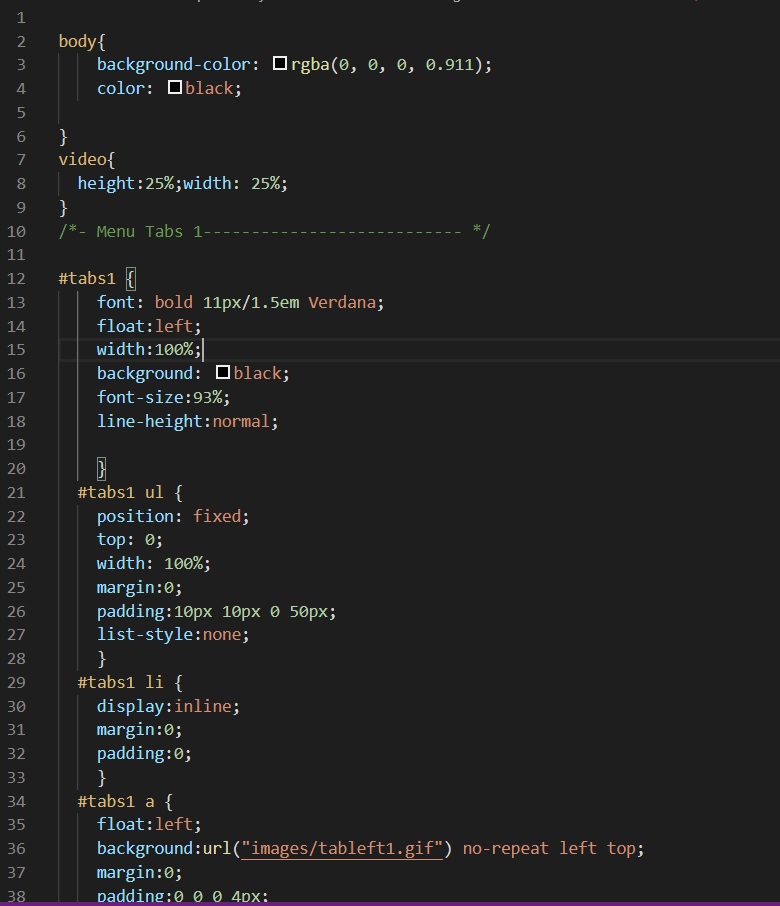 1
2 body{
3 background-color: rgba(0, 0, 0, 0.911);
4 color: black;
5
6 }
7 video{
8 height:25%;width: 25%;
9 }
10 /*- Menu Tabs 1--------------------------- */
11
12 #tabs1 {
13 font: bold 11px/1.5em Verdana;
14 float:left;
15 width:100%;
16 background: black;
17 font-size:93%;
18 line-height:normal;
19
20 }
21 #tabs1 ul {
22 position: fixed;
23 top: 0;
24 width: 100%;
25 margin:0;
26 padding:10px 10px 0 50px;
27 list-style:none;
28 }
29 #tabs1 li {
30 display:inline;
31 margin:0;
32 padding:0;
33 }
34 #tabs1 a {
35 float:left;
36 background:url("images/tableft1.gif") no-repeat left top;
37 margin:0;
38 padding:0 0 0 4px;